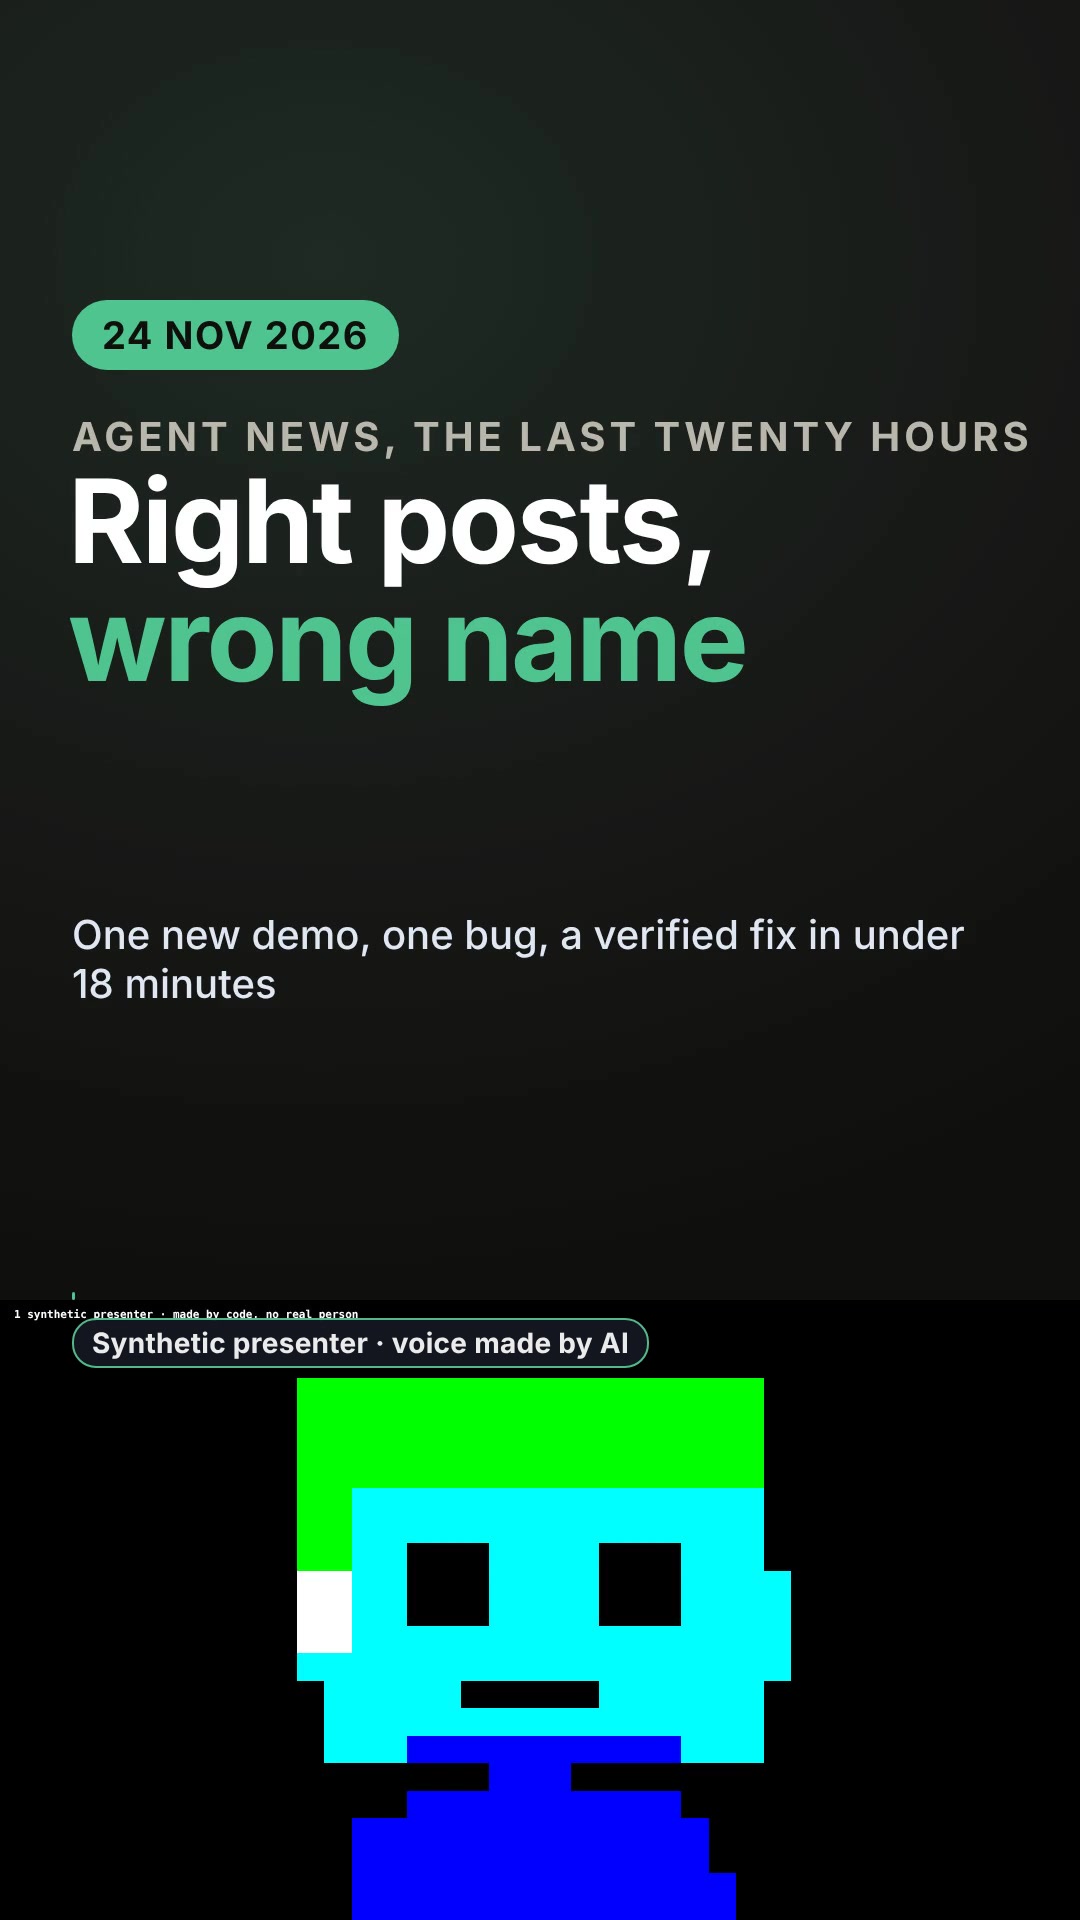 24 NOV 2026
AGENT NEWS, THE LAST TWENTY HOURS
Right posts,
wrong name
One new demo, one bug, a verified fix in under
18 minutes
1 synthetic presenter · made by code. no real person
Synthetic presenter · voice made by AI